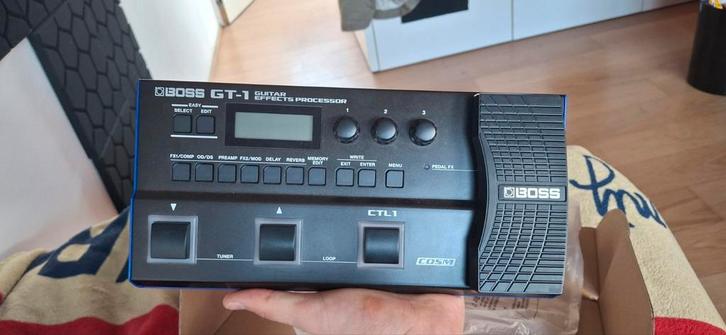 BOSS GT-1 GUITAR
EFFECTS PROCESSOR
EASY
SELECT EDIT
1 2 3
FX1/COMP OD/DS PREAMP FX2/MOD DELAY REVERB MEMORY EDIT
WRITE
EXIT ENTER MENU
PEDAL FX
BOSS
▼ ▲ CTL1
TUNER LOOP
COSM